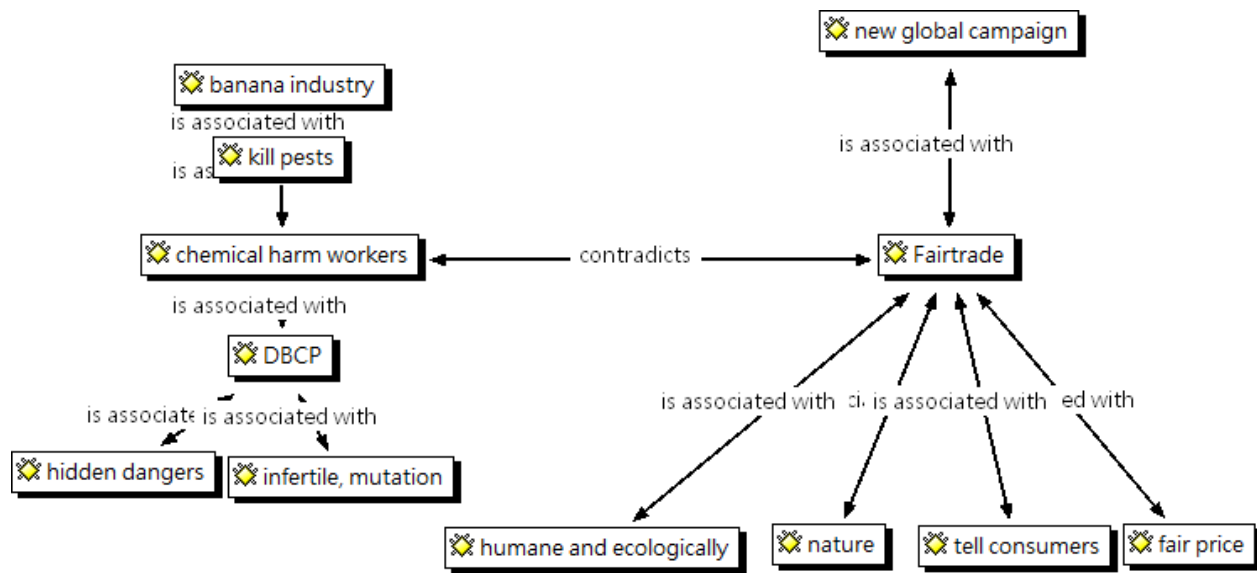 new global campaign
banana industry
is associated with
kill pests
is as
is associated with
chemical harm workers
contradicts
Fairtrade
is associated with
DBCP
is associate
is associated with
is associated with
is associated with
ed with
hidden dangers
infertile, mutation
humane and ecologically
nature
tell consumers
fair price